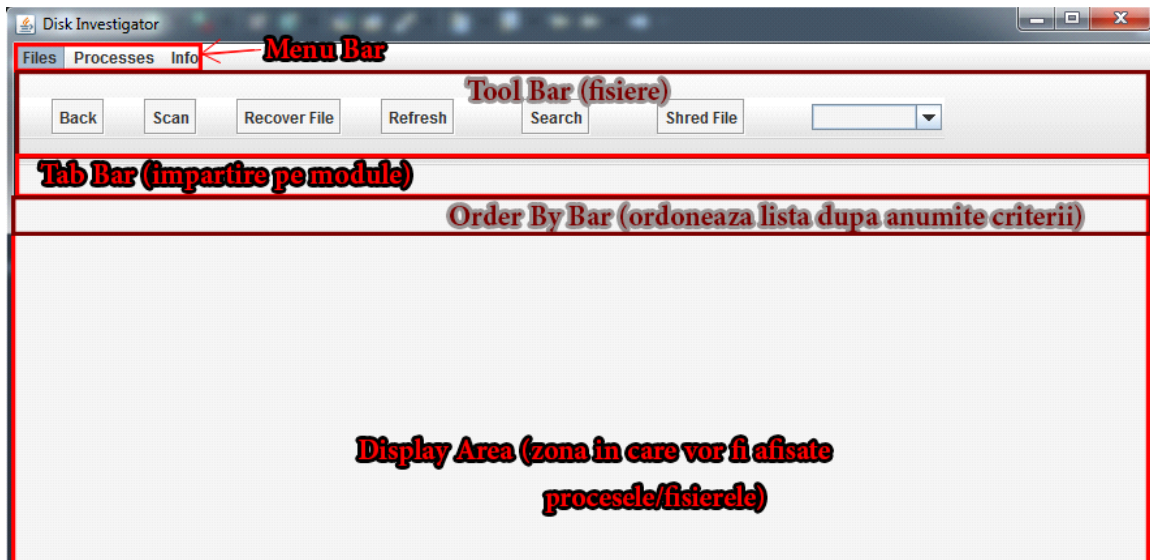 Disk Investigator
Files Processes Info Menu Bar
Tool Bar (fisiere)
Back Scan Recover File Refresh Search Shred File
Tab Bar (impartire pe module)
Order By Bar (ordoneaza lista dupa anumite criterii)
Display Area (zona in care vor fi afisate
procesele/fisierele)